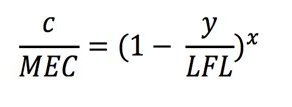 c/MEC = (1 - y/LFL)^x